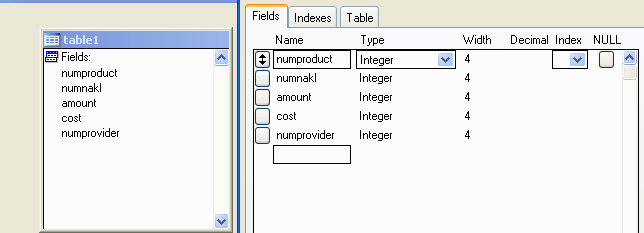 table1
Fields:
numproduct
numnakl
amount
cost
numprovider
Fields Indexes Table
Name Type Width Decimal Index NULL
numproduct Integer 4
numnakl Integer 4
amount Integer 4
cost Integer 4
numprovider Integer 4